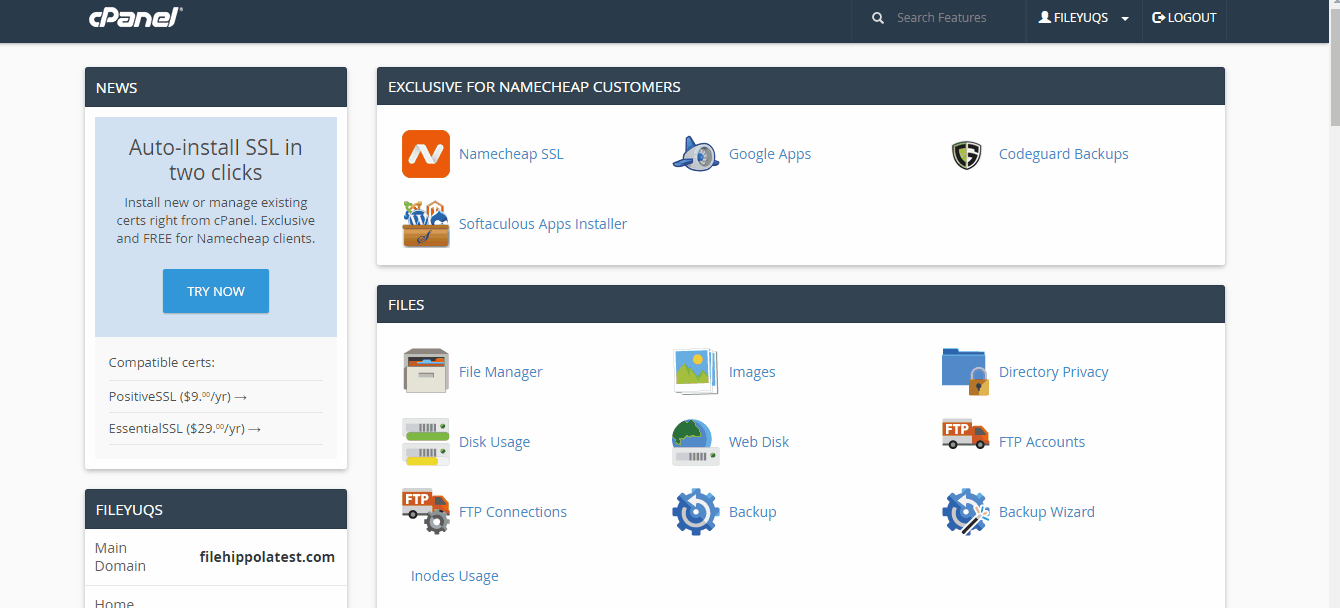 cPanel®
Search Features
FILEYUQS
LOGOUT
NEWS
Auto-install SSL in
two clicks
Install new or manage existing
certs right from cPanel. Exclusive
and FREE for Namecheap clients.
TRY NOW
Compatible certs:
PositiveSSL ($9.00/yr) →
EssentialSSL ($29.00/yr) →
FILEYUQS
Main
Domain
filehippolatest.com
Home
EXCLUSIVE FOR NAMECHEAP CUSTOMERS
Namecheap SSL
Google Apps
Codeguard Backups
Softaculous Apps Installer
FILES
File Manager
Images
Directory Privacy
Disk Usage
Web Disk
FTP
FTP Accounts
FTP
FTP Connections
Backup
Backup Wizard
Inodes Usage